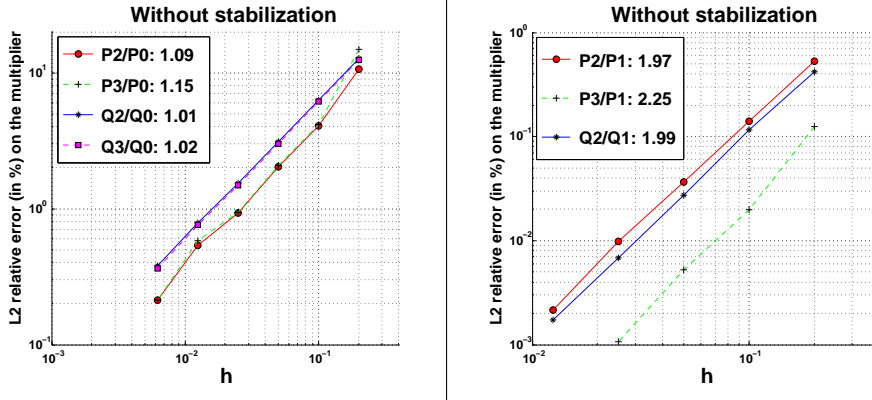 Without stabilization
P2/P0: 1.09
P3/P0: 1.15
Q2/Q0: 1.01
Q3/Q0: 1.02
L2 relative error (in %) on the multiplier
10^1
10^0
10^-1
10^-3
10^-2
10^-1
h
Without stabilization
P2/P1: 1.97
P3/P1: 2.25
Q2/Q1: 1.99
L2 relative error (in %) on the multiplier
10^0
10^-1
10^-2
10^-3
10^-2
10^-1
h